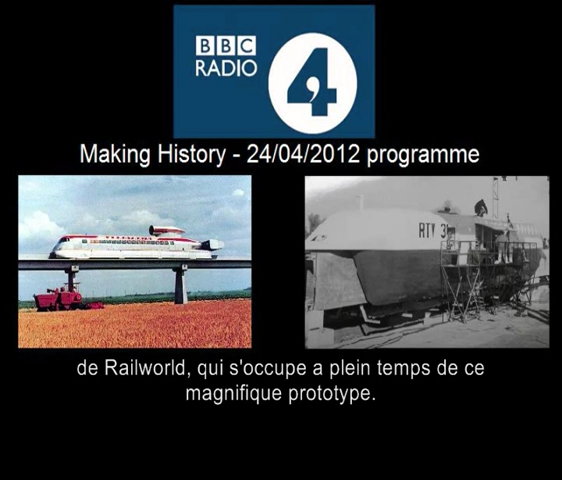 BBC
RADIO
4
Making History - 24/04/2012 programme
RTV 31
de Railworld, qui s'occupe a plein temps de ce
magnifique prototype.